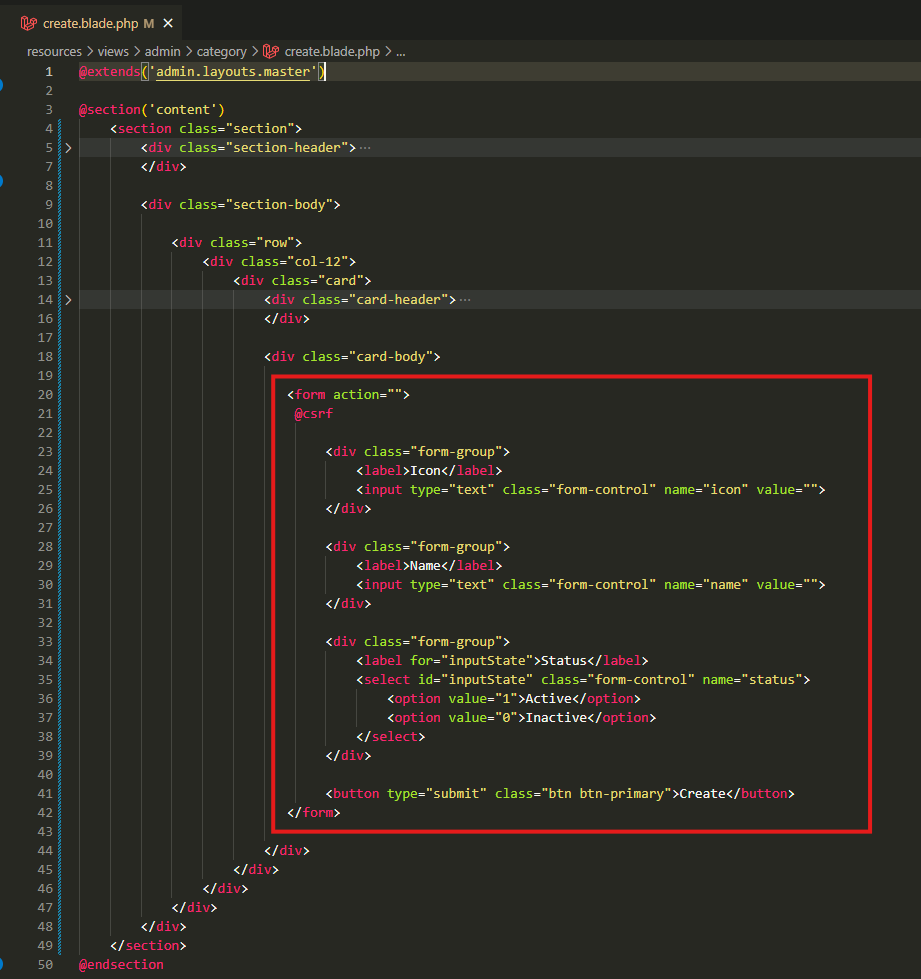 create.blade.php M ×
resources > views > admin > category > create.blade.php > ...
1 @extends('admin.layouts.master')
2
3 @section('content')
4 <section class="section">
5 <div class="section-header">···
7 </div>
8
9 <div class="section-body">
10
11 <div class="row">
12 <div class="col-12">
13 <div class="card">
14 <div class="card-header">···
16 </div>
17
18 <div class="card-body">
19
20 <form action="">
21 @csrf
22
23 <div class="form-group">
24 <label>Icon</label>
25 <input type="text" class="form-control" name="icon" value="">
26 </div>
27
28 <div class="form-group">
29 <label>Name</label>
30 <input type="text" class="form-control" name="name" value="">
31 </div>
32
33 <div class="form-group">
34 <label for="inputState">Status</label>
35 <select id="inputState" class="form-control" name="status">
36 <option value="1">Active</option>
37 <option value="0">Inactive</option>
38 </select>
39 </div>
40
41 <button type="submit" class="btn btn-primary">Create</button>
42 </form>
43
44 </div>
45 </div>
46 </div>
47 </div>
48 </div>
49 </section>
50 @endsection